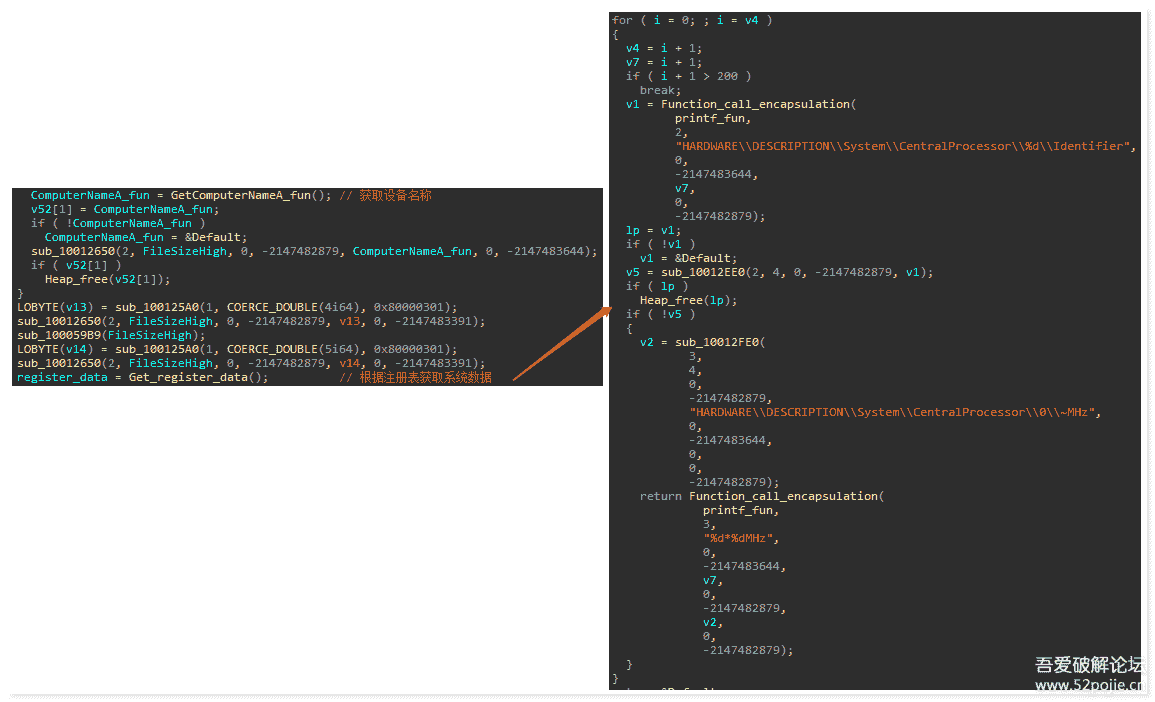 ComputerNameA_fun = GetComputerNameA_fun(); // 获取设备名称
v52[1] = ComputerNameA_fun;
if ( !ComputerNameA_fun )
ComputerNameA_fun = &Default;
sub_10012650(2, FileSizeHigh, 0, -2147482879, ComputerNameA_fun, 0, -2147483644);
if ( v52[1] )
Heap_free(v52[1]);
}
LOBYTE(v13) = sub_100125A0(1, COERCE_DOUBLE(4i64), 0x80000301);
sub_10012650(2, FileSizeHigh, 0, -2147482879, v13, 0, -2147483391);
sub_100059B9(FileSizeHigh);
LOBYTE(v14) = sub_100125A0(1, COERCE_DOUBLE(5i64), 0x80000301);
sub_10012650(2, FileSizeHigh, 0, -2147482879, v14, 0, -2147483391);
register_data = Get_register_data(); // 根据注册表获取系统数据
for ( i = 0; ; i = v4 )
{
v4 = i + 1;
v7 = i + 1;
if ( i + 1 > 200 )
break;
v1 = Function_call_encapsulation(
printf_fun,
2,
"HARDWARE\\DESCRIPTION\\System\\CentralProcessor\\%d\\Identifier",
0,
-2147483644,
v7,
0,
-2147482879);
lp = v1;
if ( !v1 )
v1 = &Default;
v5 = sub_10012EE0(2, 4, 0, -2147482879, v1);
if ( lp )
Heap_free(lp);
if ( !v5 )
{
v2 = sub_10012FE0(
3,
4,
0,
-2147482879,
"HARDWARE\\DESCRIPTION\\System\\CentralProcessor\\0\\~MHz",
0,
-2147483644,
0,
0,
-2147482879);
return Function_call_encapsulation(
printf_fun,
3,
"%d*%dMHz",
0,
-2147483644,
v7,
0,
-2147482879,
v2,
0,
-2147482879);
}
}
吾爱破解论坛
www.52pojie.cn